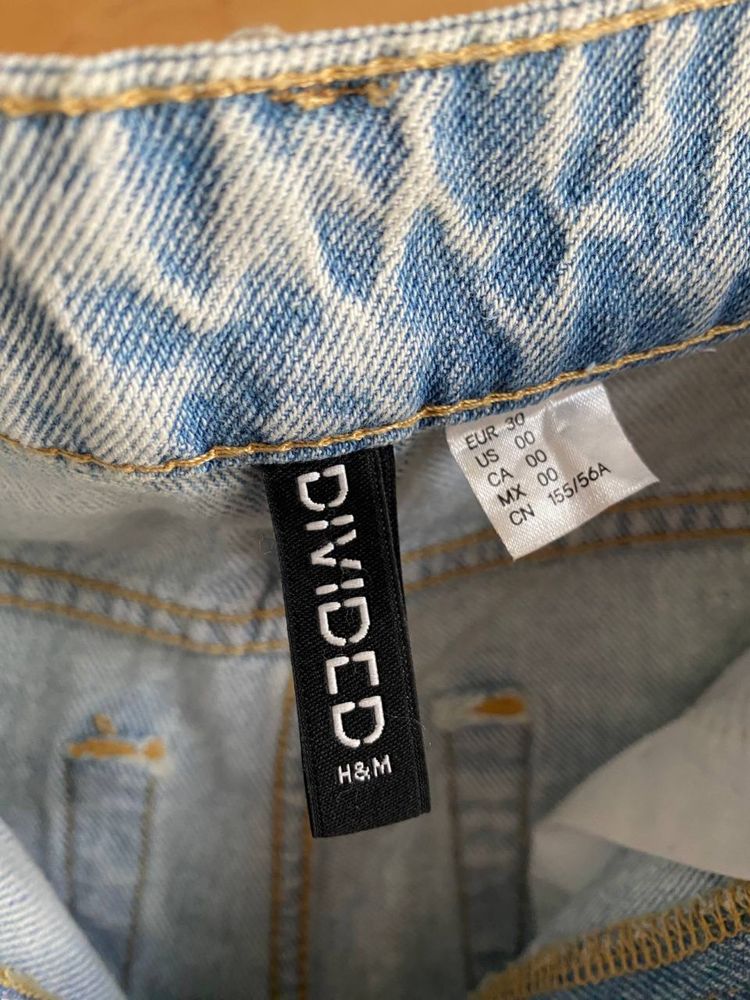 DIVIDED
H&M
EUR 30
US 00
CA 00
MX 00
CN 155/56A